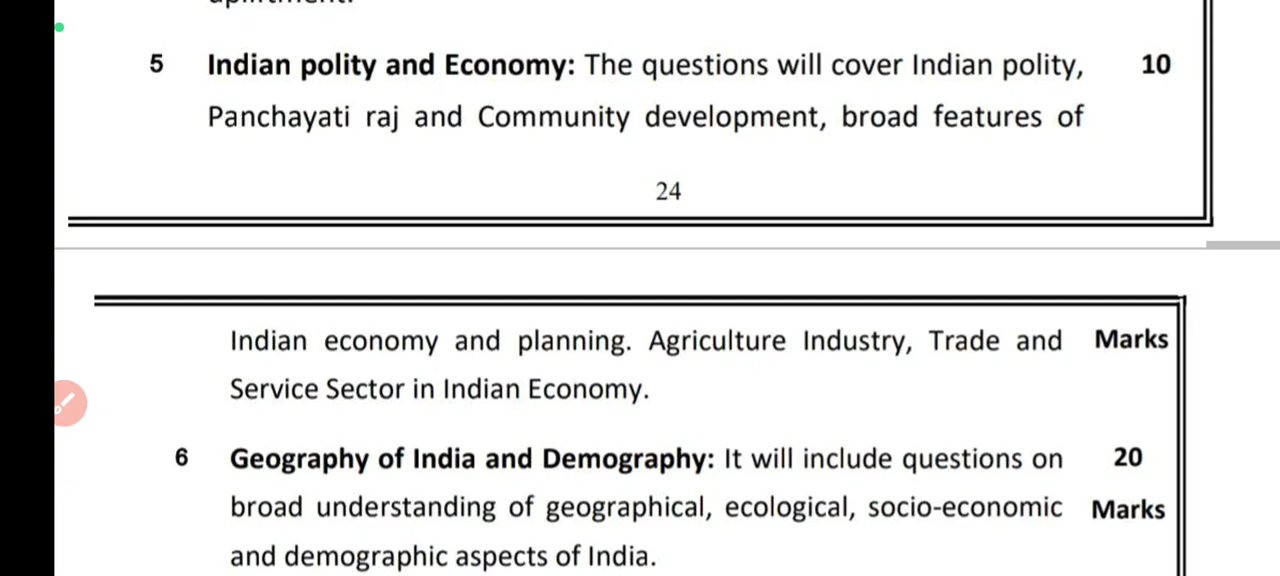 5 Indian polity and Economy: The questions will cover Indian polity, 10
Panchayati raj and Community development, broad features of
24
Indian economy and planning. Agriculture Industry, Trade and Marks
Service Sector in Indian Economy.
6 Geography of India and Demography: It will include questions on 20
broad understanding of geographical, ecological, socio-economic Marks
and demographic aspects of India.